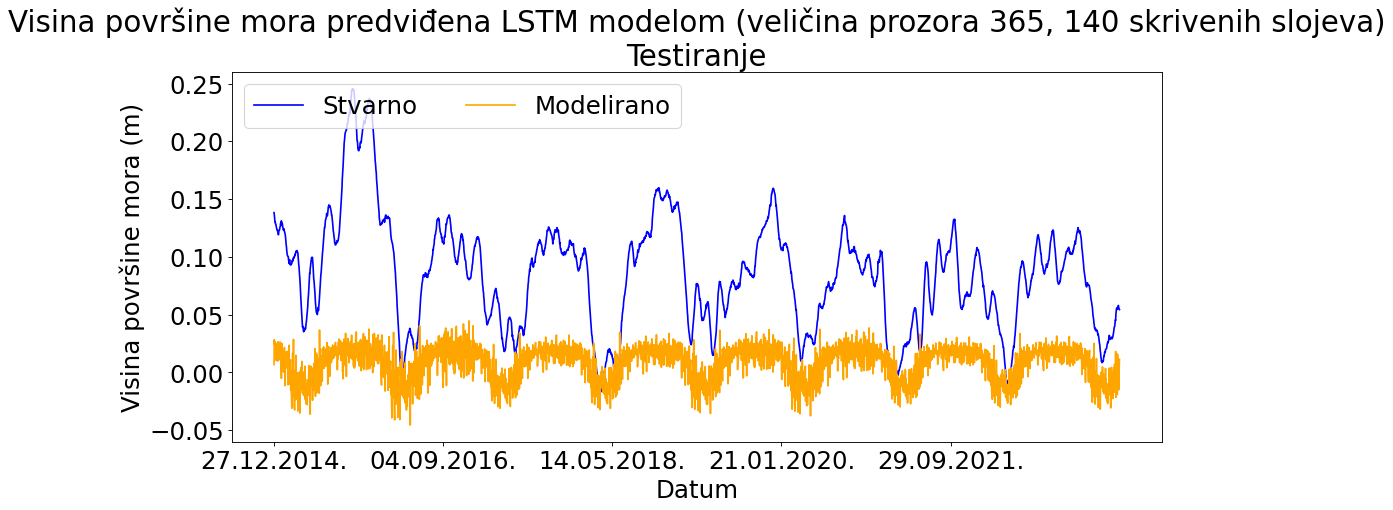 Visina površine mora predviđena LSTM modelom (veličina prozora 365, 140 skrivenih slojeva)
Testiranje
Stvarno
Modelirano
Visina površine mora (m)
0.25
0.20
0.15
0.10
0.05
0.00
−0.05
27.12.2014.
04.09.2016.
14.05.2018.
21.01.2020.
29.09.2021.
Datum